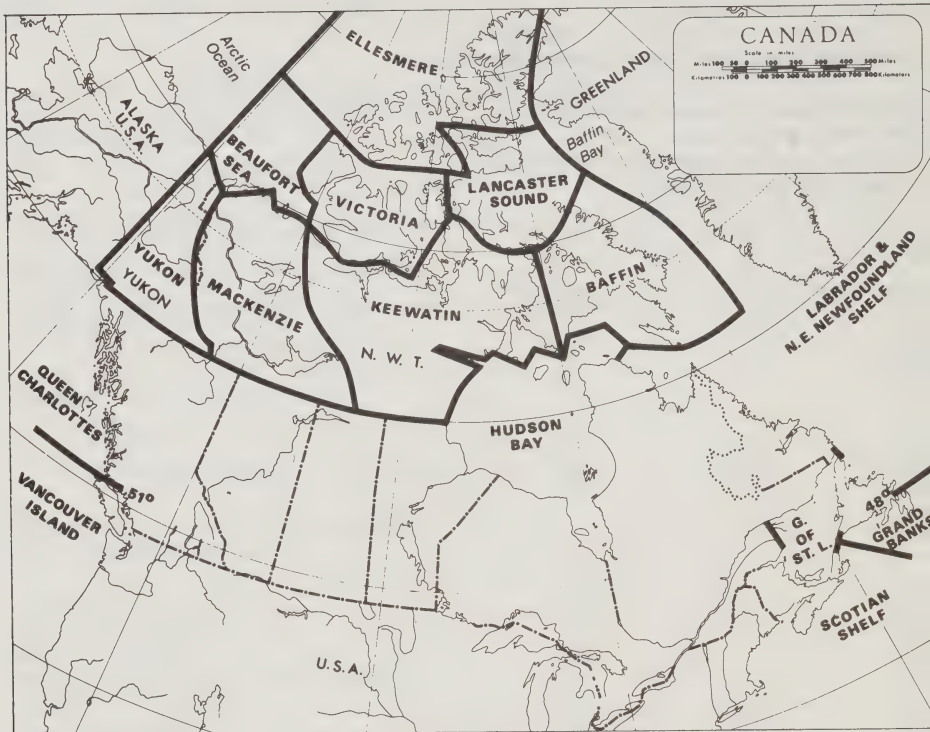 CANADA
Scale in miles
Miles 100 50 0 100 200 300 400 500 Miles
Kilometres 100 0 100 200 300 400 500 600 700 800 Kilometers
Arctic
Ocean
ELLESMERE
GREENLAND
ALASKA
U.S.A.
BEAUFORT
SEA
Baffin
Bay
VICTORIA
LANCASTER
SOUND
YUKON
YUKON
MACKENZIE
KEEWATIN
BAFFIN
N. W. T.
LABRADOR &
N. E. NEWFOUNDLAND
SHELF
QUEEN
CHARLOTTES
HUDSON
BAY
51º
VANCOUVER
ISLAND
48º
GRAND
BANKS
G.
OF
ST. L.
SCOTIAN
SHELF
U.S.A.